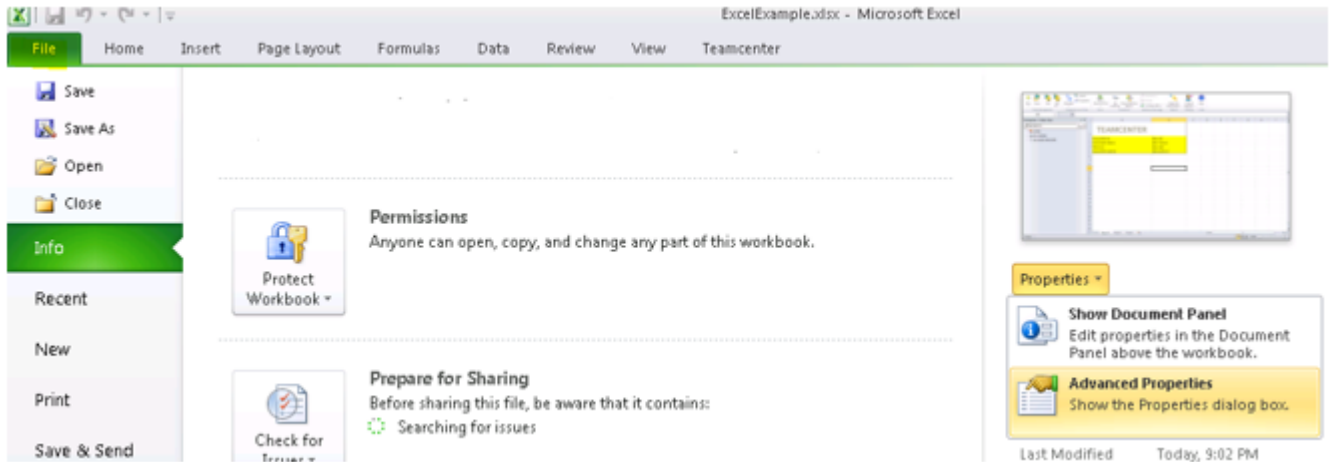 ExcelExample.xlsx - Microsoft Excel
File Home Insert Page Layout Formulas Data Review View Teamcenter
Save
Save As
Open
Close
Info
Recent
New
Print
Save & Send
Permissions
Anyone can open, copy, and change any part of this workbook.
Protect
Workbook
Prepare for Sharing
Before sharing this file, be aware that it contains:
Searching for issues
Check for
Issues
TEAMCENTER
Properties
Show Document Panel
Edit properties in the Document
Panel above the workbook.
Advanced Properties
Show the Properties dialog box.
Last Modified Today, 9:02 PM